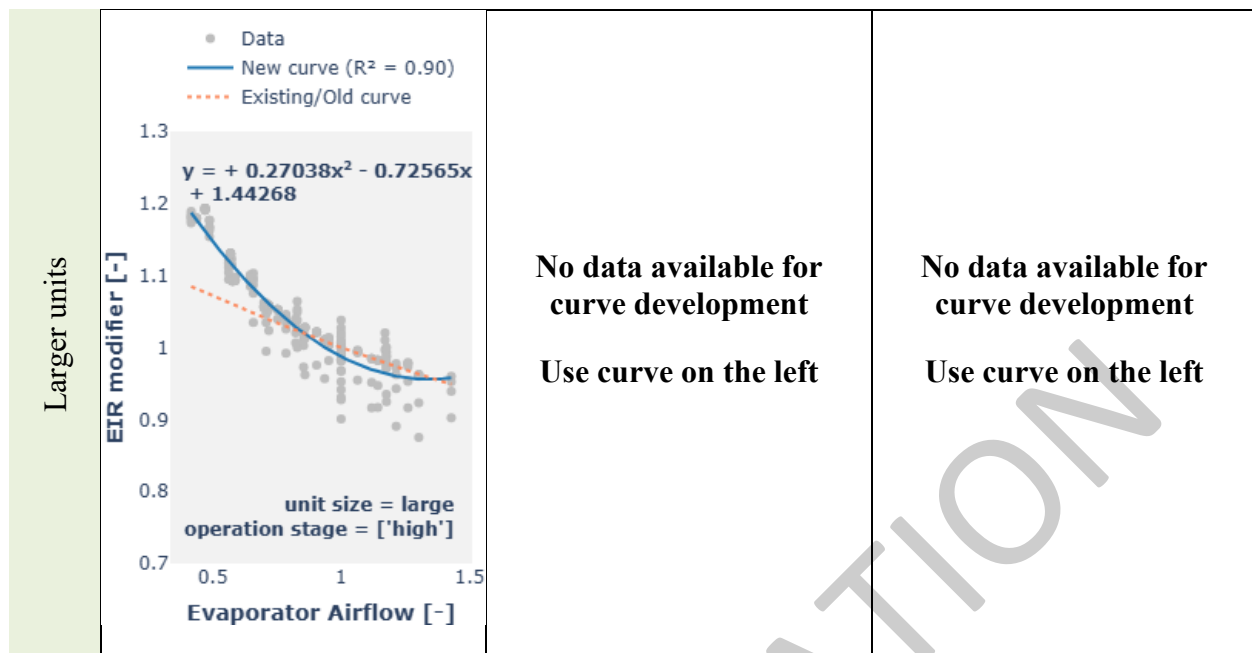 Larger units
Data
New curve (R² = 0.90)
Existing/Old curve
1.3
y = + 0.27038x² - 0.72565x
+ 1.44268
1.2
1.1
1
0.9
0.8
0.7
EIR modifier [-]
unit size = large
operation stage = ['high']
0.5
1
1.5
Evaporator Airflow [-]
No data available for
curve development
Use curve on the left
No data available for
curve development
Use curve on the left
ATION